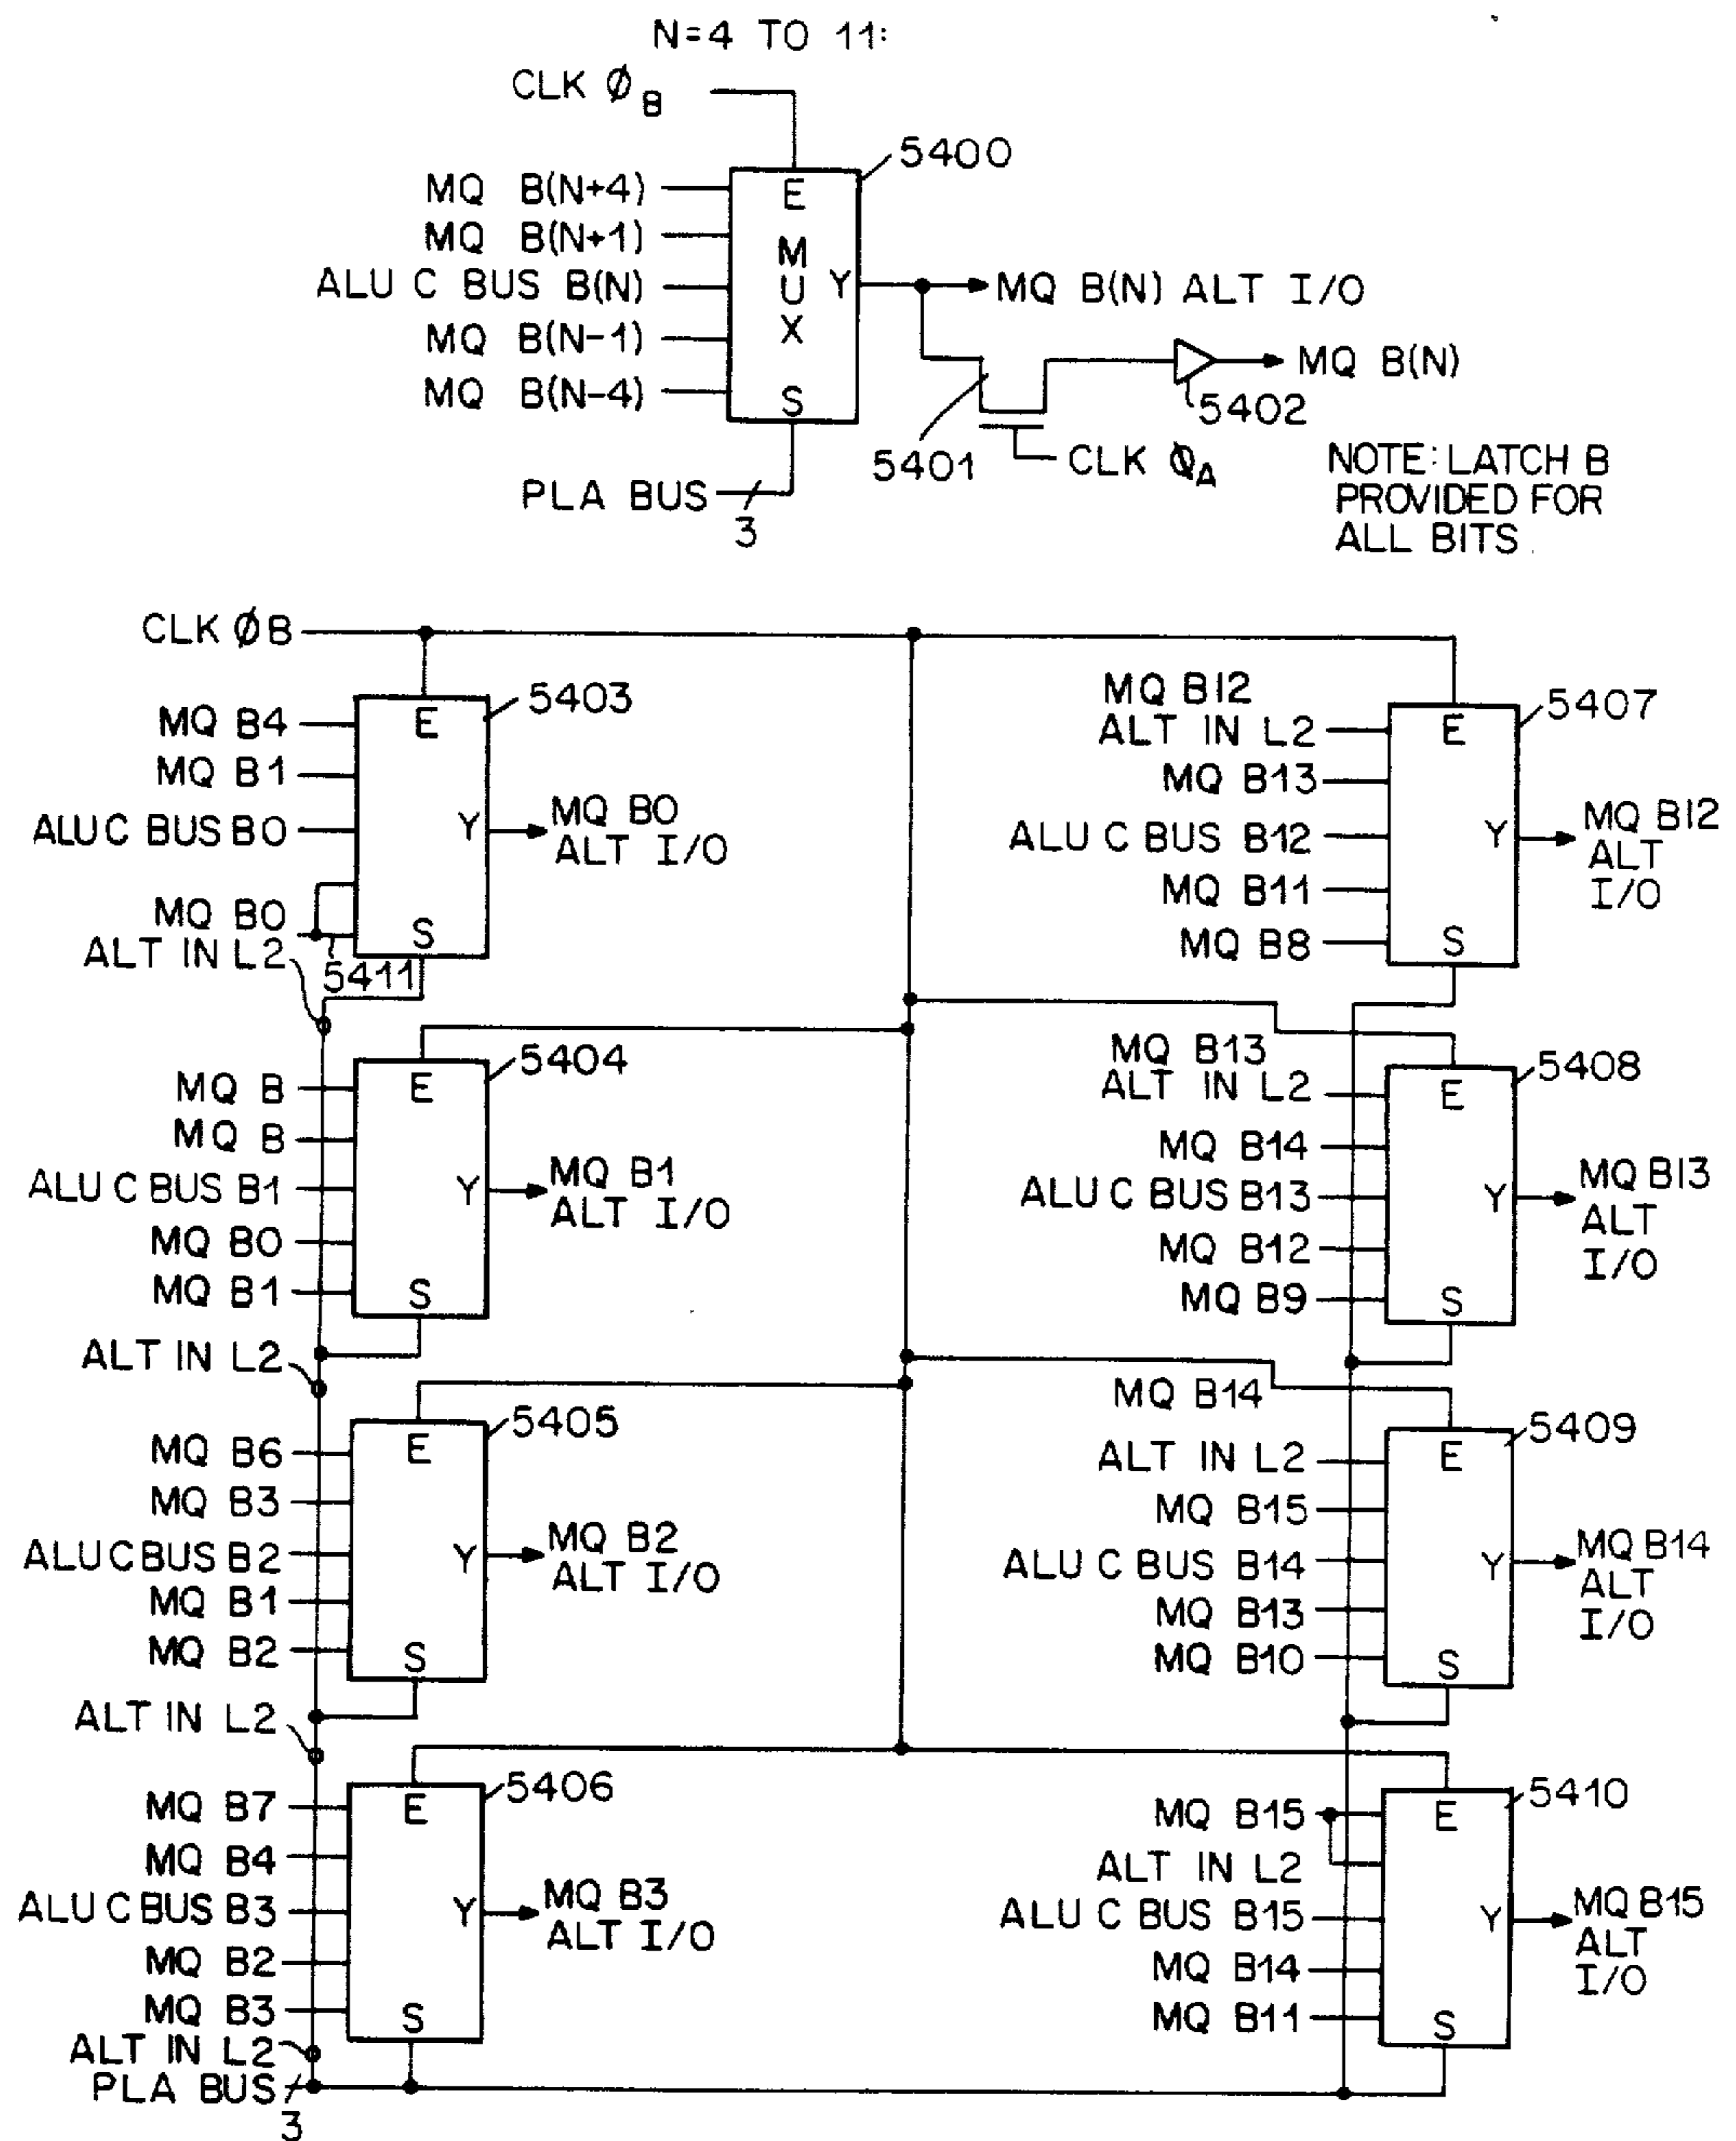 N=4 TO 11:
CLK ØB
5400
MQ B(N+4)
MQ B(N+1)
ALU C BUS B(N)
MQ B(N-1)
MQ B(N-4)
E
MUX
Y
S
MQ B(N) ALT I/O
MQ B(N)
5402
5401
CLK ØA
PLA BUS
3
NOTE: LATCH B
PROVIDED FOR
ALL BITS.
CLK ØB
5403
MQ B4
MQ B1
ALU C BUS B0
MQ B0
ALT IN L2
5411
E
Y
S
MQ B0
ALT I/O
5404
MQ B
MQ B
ALU C BUS B1
MQ B0
MQ B1
ALT IN L2
E
Y
S
MQ B1
ALT I/O
5405
MQ B6
MQ B3
ALU C BUS B2
MQ B1
MQ B2
ALT IN L2
E
Y
S
MQ B2
ALT I/O
5406
MQ B7
MQ B4
ALU C BUS B3
MQ B2
MQ B3
ALT IN L2
PLA BUS
3
E
Y
S
MQ B3
ALT I/O
5407
MQ B12
ALT IN L2
MQ B13
ALU C BUS B12
MQ B11
MQ B8
E
Y
S
MQ B12
ALT
I/O
5408
MQ B13
ALT IN L2
MQ B14
ALU C BUS B13
MQ B12
MQ B9
E
Y
S
MQ B13
ALT
I/O
5409
MQ B14
ALT IN L2
MQ B15
ALU C BUS B14
MQ B13
MQ B10
E
Y
S
MQ B14
ALT
I/O
5410
MQ B15
ALT IN L2
ALU C BUS B15
MQ B14
MQ B11
E
Y
S
MQ B15
ALT
I/O